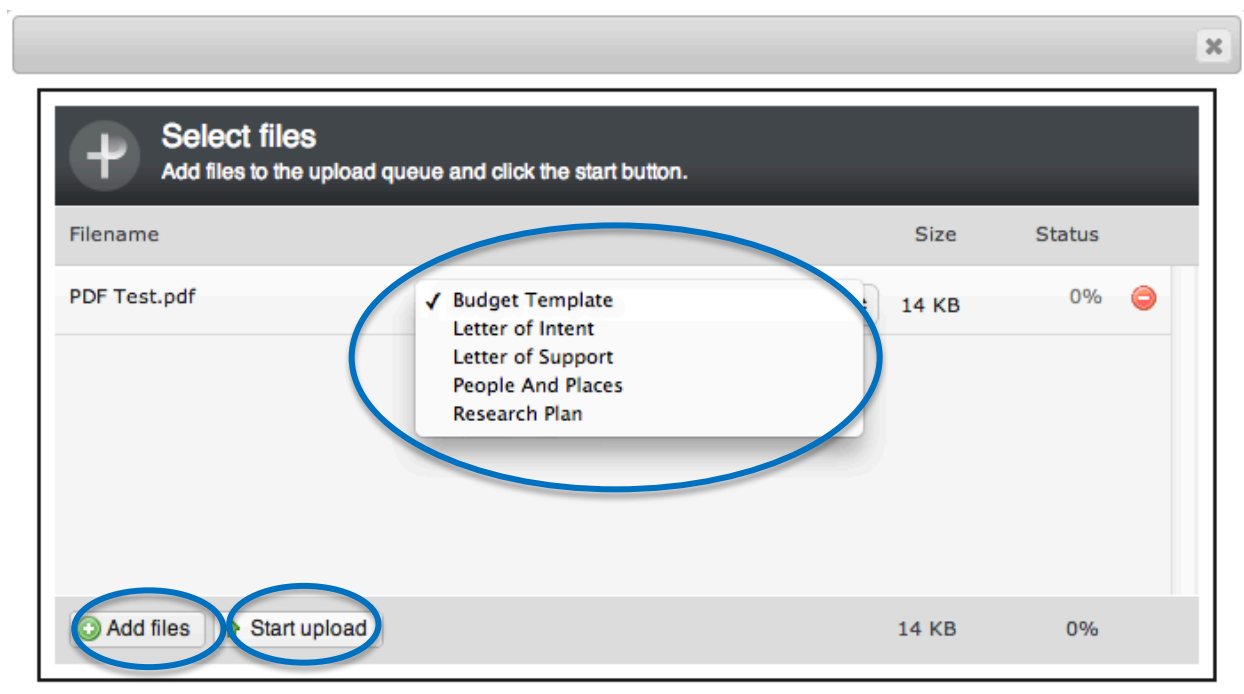 Select files
Add files to the upload queue and click the start button.
Filename Size Status
PDF Test.pdf ✓ Budget Template 14 KB 0%
Letter of Intent
Letter of Support
People And Places
Research Plan
Add files Start upload 14 KB 0%